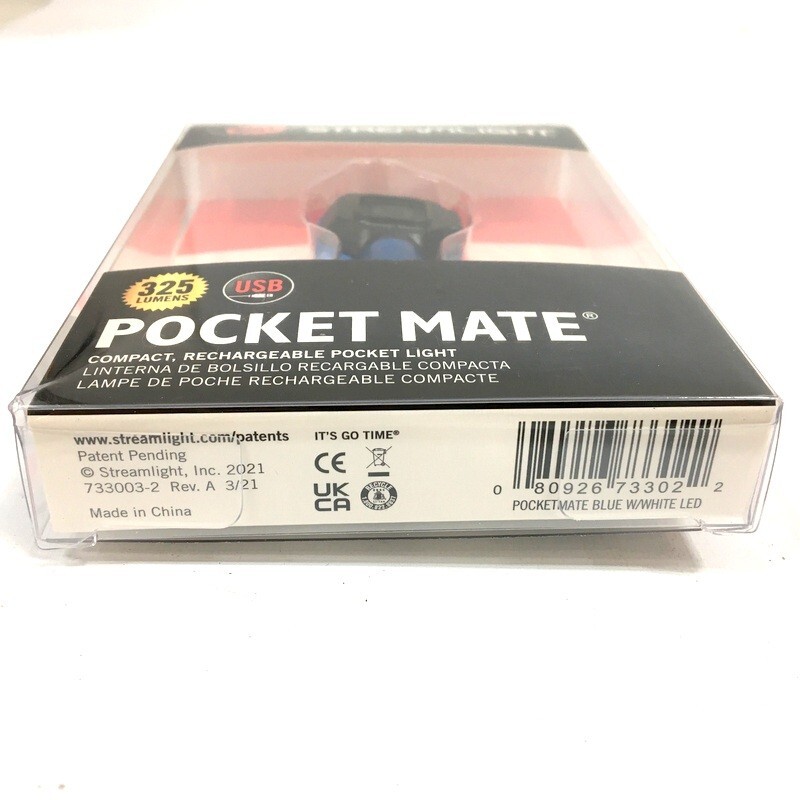 STREAMLIGHT
325
LUMENS
USB
POCKET MATE®
COMPACT, RECHARGEABLE POCKET LIGHT
LINTERNA DE BOLSILLO RECARGABLE COMPACTA
LAMPE DE POCHE RECHARGEABLE COMPACTE
www.streamlight.com/patents
Patent Pending
© Streamlight, Inc. 2021
733003-2 Rev. A 3/21
Made in China
IT'S GO TIME®
CE
UK
CA
RECYCLE
0 80926 73302 2
POCKETMATE BLUE W/WHITE LED